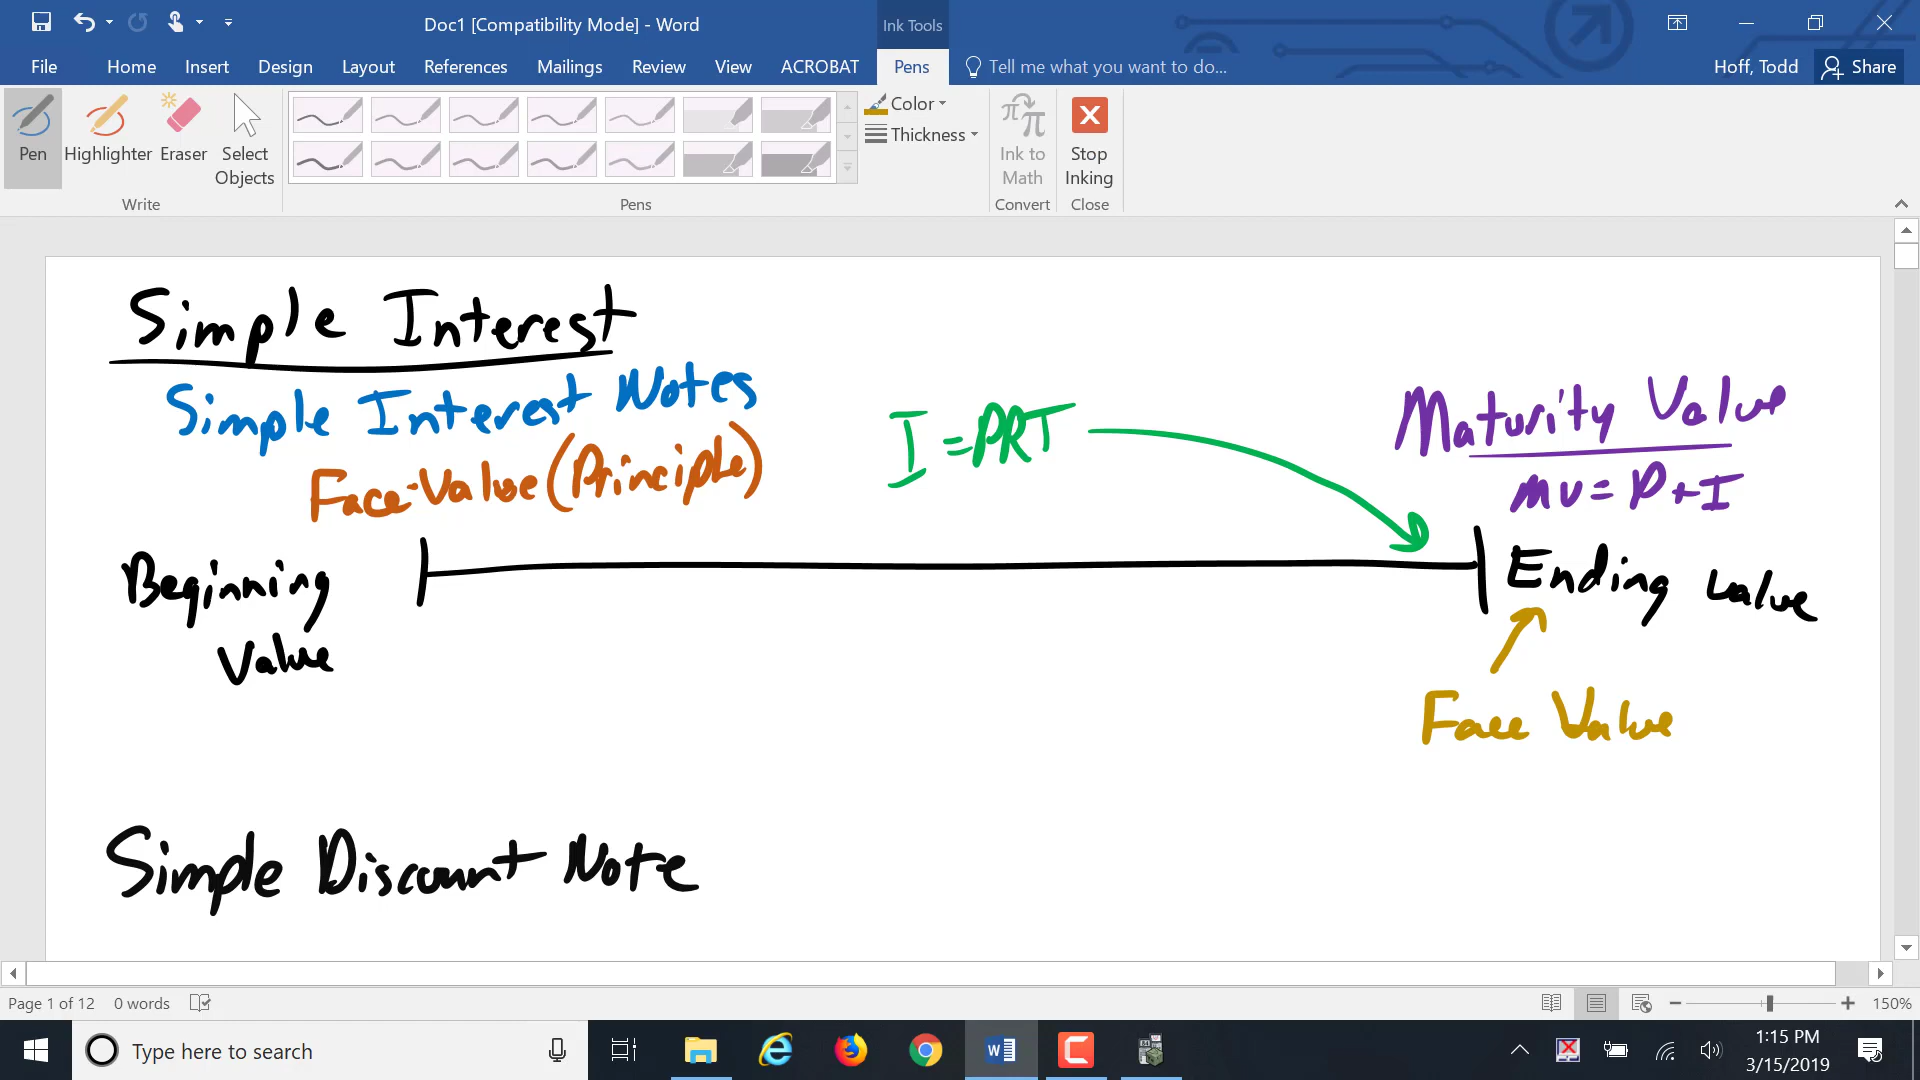 Doc1 [Compatibility Mode] - Word
Ink Tools
File Home Insert Design Layout References Mailings Review View ACROBAT Pens Tell me what you want to do... Hoff, Todd Share
Pen Highlighter Eraser Select Objects
Color
Thickness
Ink to Math
Stop Inking
Write Pens Convert Close
Simple Interest
Simple Interest Notes
Face-Value (Principle)
I = PRT
Maturity Value
MV = P + I
Beginning Value
Ending Value
Face Value
Simple Discount Note
Page 1 of 12 0 words 150%
Type here to search
1:15 PM
3/15/2019